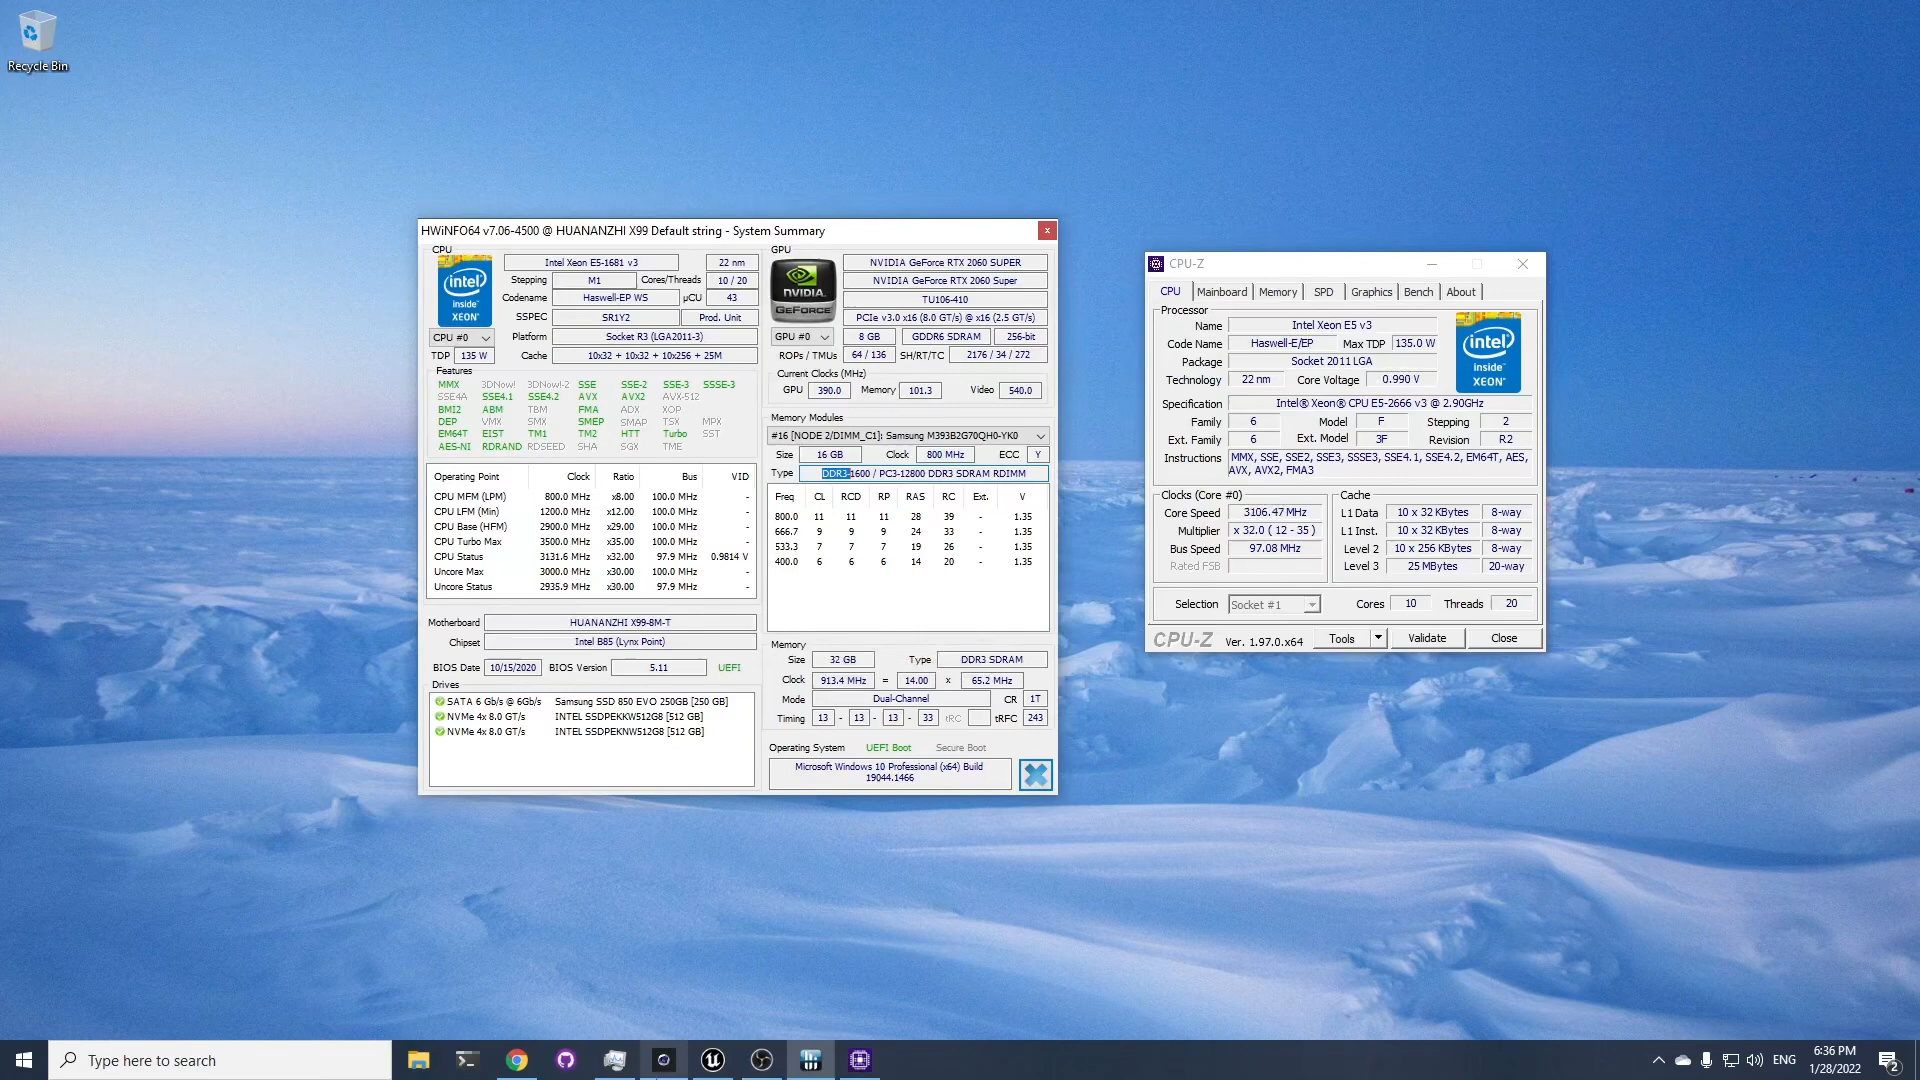 Recycle Bin
HWiNFO64 v7.06-4500 @ HUANANZHI X99 Default string - System Summary
CPU
intel inside XEON
Intel Xeon E5-1681 v3 22 nm
Stepping M1 Cores/Threads 10 / 20
Codename Haswell-EP WS µCU 43
SSPEC SR1Y2 Prod. Unit
CPU #0 Platform Socket R3 (LGA2011-3)
TDP 135 W Cache 10x32 + 10x32 + 10x256 + 25M
Features
MMX 3DNow! 3DNow!-2 SSE SSE-2 SSE-3 SSSE-3
SSE4A SSE4.1 SSE4.2 AVX AVX2 AVX-512
BMI2 ABM TBM FMA ADX XOP
DEP VMX SMX SMEP SMAP TSX MPX
EM64T EIST TM1 TM2 HTT Turbo SST
AES-NI RDRAND RDSEED SHA SGX TME
Operating Point Clock Ratio Bus VID
CPU MFM (LPM) 800.0 MHz x8.00 100.0 MHz -
CPU LFM (Min) 1200.0 MHz x12.00 100.0 MHz -
CPU Base (HFM) 2900.0 MHz x29.00 100.0 MHz -
CPU Turbo Max 3500.0 MHz x35.00 100.0 MHz -
CPU Status 3131.6 MHz x32.00 97.9 MHz 0.9814 V
Uncore Max 3000.0 MHz x30.00 100.0 MHz -
Uncore Status 2935.9 MHz x30.00 97.9 MHz -
Motherboard HUANANZHI X99-8M-T
Chipset Intel B85 (Lynx Point)
BIOS Date 10/15/2020 BIOS Version 5.11 UEFI
Drives
SATA 6 Gb/s @ 6Gb/s Samsung SSD 850 EVO 250GB [250 GB]
NVMe 4x 8.0 GT/s INTEL SSDPEKKW512G8 [512 GB]
NVMe 4x 8.0 GT/s INTEL SSDPEKNW512G8 [512 GB]
GPU
NVIDIA GEFORCE
NVIDIA GeForce RTX 2060 SUPER
NVIDIA GeForce RTX 2060 Super
TU106-410
PCIe v3.0 x16 (8.0 GT/s) @ x16 (2.5 GT/s)
GPU #0 8 GB GDDR6 SDRAM 256-bit
ROPs / TMUs 64 / 136 SH/RT/TC 2176 / 34 / 272
Current Clocks (MHz)
GPU 390.0 Memory 101.3 Video 540.0
Memory Modules
#16 [NODE 2/DIMM_C1]: Samsung M393B2G70QH0-YK0
Size 16 GB Clock 800 MHz ECC Y
Type DDR3-1600 / PC3-12800 DDR3 SDRAM RDIMM
Freq CL RCD RP RAS RC Ext. V
800.0 11 11 11 28 39 - 1.35
666.7 9 9 9 24 33 - 1.35
533.3 7 7 7 19 26 - 1.35
400.0 6 6 6 14 20 - 1.35
Memory
Size 32 GB Type DDR3 SDRAM
Clock 913.4 MHz = 14.00 x 65.2 MHz
Mode Dual-Channel CR 1T
Timing 13 - 13 - 13 - 33 tRC tRFC 243
Operating System UEFI Boot Secure Boot
Microsoft Windows 10 Professional (x64) Build
19044.1466
CPU-Z
CPU Mainboard Memory SPD Graphics Bench About
Processor
Name Intel Xeon E5 v3
Code Name Haswell-E/EP Max TDP 135.0 W
Package Socket 2011 LGA
Technology 22 nm Core Voltage 0.990 V
intel inside XEON
Specification Intel® Xeon® CPU E5-2666 v3 @ 2.90GHz
Family 6 Model F Stepping 2
Ext. Family 6 Ext. Model 3F Revision R2
Instructions MMX, SSE, SSE2, SSE3, SSSE3, SSE4.1, SSE4.2, EM64T, AES,
AVX, AVX2, FMA3
Clocks (Core #0)
Core Speed 3106.47 MHz
Multiplier x 32.0 ( 12 - 35 )
Bus Speed 97.08 MHz
Rated FSB
Cache
L1 Data 10 x 32 KBytes 8-way
L1 Inst. 10 x 32 KBytes 8-way
Level 2 10 x 256 KBytes 8-way
Level 3 25 MBytes 20-way
Selection Socket #1 Cores 10 Threads 20
CPU-Z Ver. 1.97.0.x64 Tools Validate Close
Type here to search
ENG
6:36 PM
1/28/2022
2